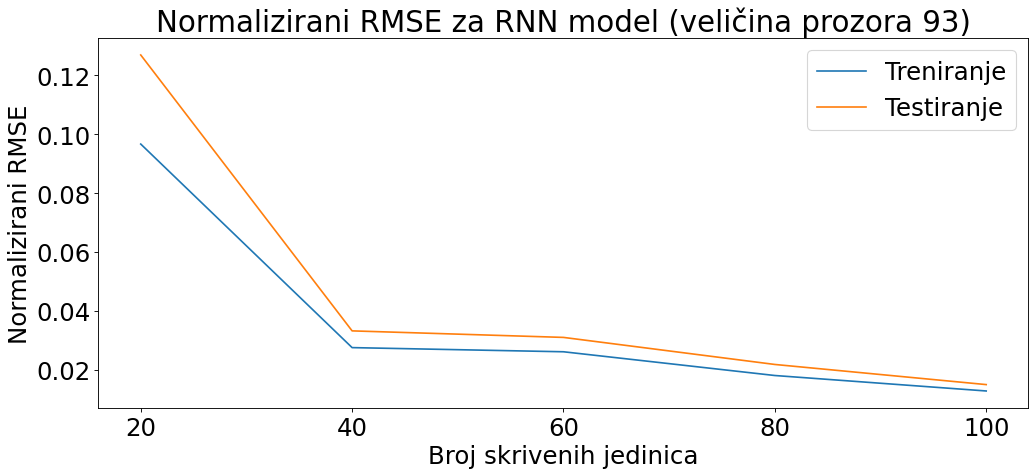 Normalizirani RMSE za RNN model (veličina prozora 93)
Treniranje
Testiranje
Normalizirani RMSE
0.12
0.10
0.08
0.06
0.04
0.02
20 40 60 80 100
Broj skrivenih jedinica